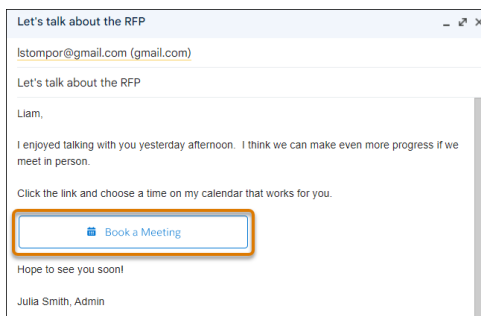 Let's talk about the RFP
lstompor@gmail.com (gmail.com)
Let's talk about the RFP
Liam,
I enjoyed talking with you yesterday afternoon.  I think we can make even more progress if we
meet in person.
Click the link and choose a time on my calendar that works for you.
Book a Meeting
Hope to see you soon!
Julia Smith, Admin